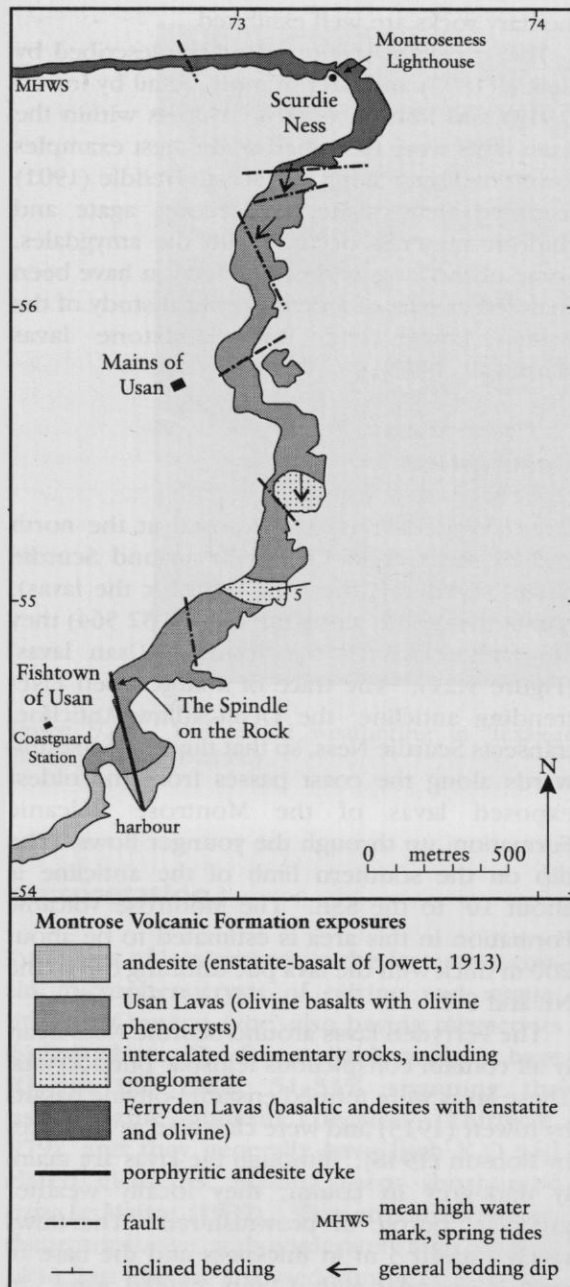 73
74
Montroseness
Lighthouse
MHWS
Scurdie
Ness
56
Mains of
Usan
55
5
Fishtown
of Usan
The Spindle
on the Rock
Coastguard
Station
N
harbour
0 metres 500
54
Montrose Volcanic Formation exposures
andesite (enstatite-basalt of Jowett, 1913)
Usan Lavas (olivine basalts with olivine
phenocrysts)
intercalated sedimentary rocks, including
conglomerate
Ferryden Lavas (basaltic andesites with enstatite
and olivine)
porphyritic andesite dyke
fault
MHWS mean high water
mark, spring tides
inclined bedding
general bedding dip